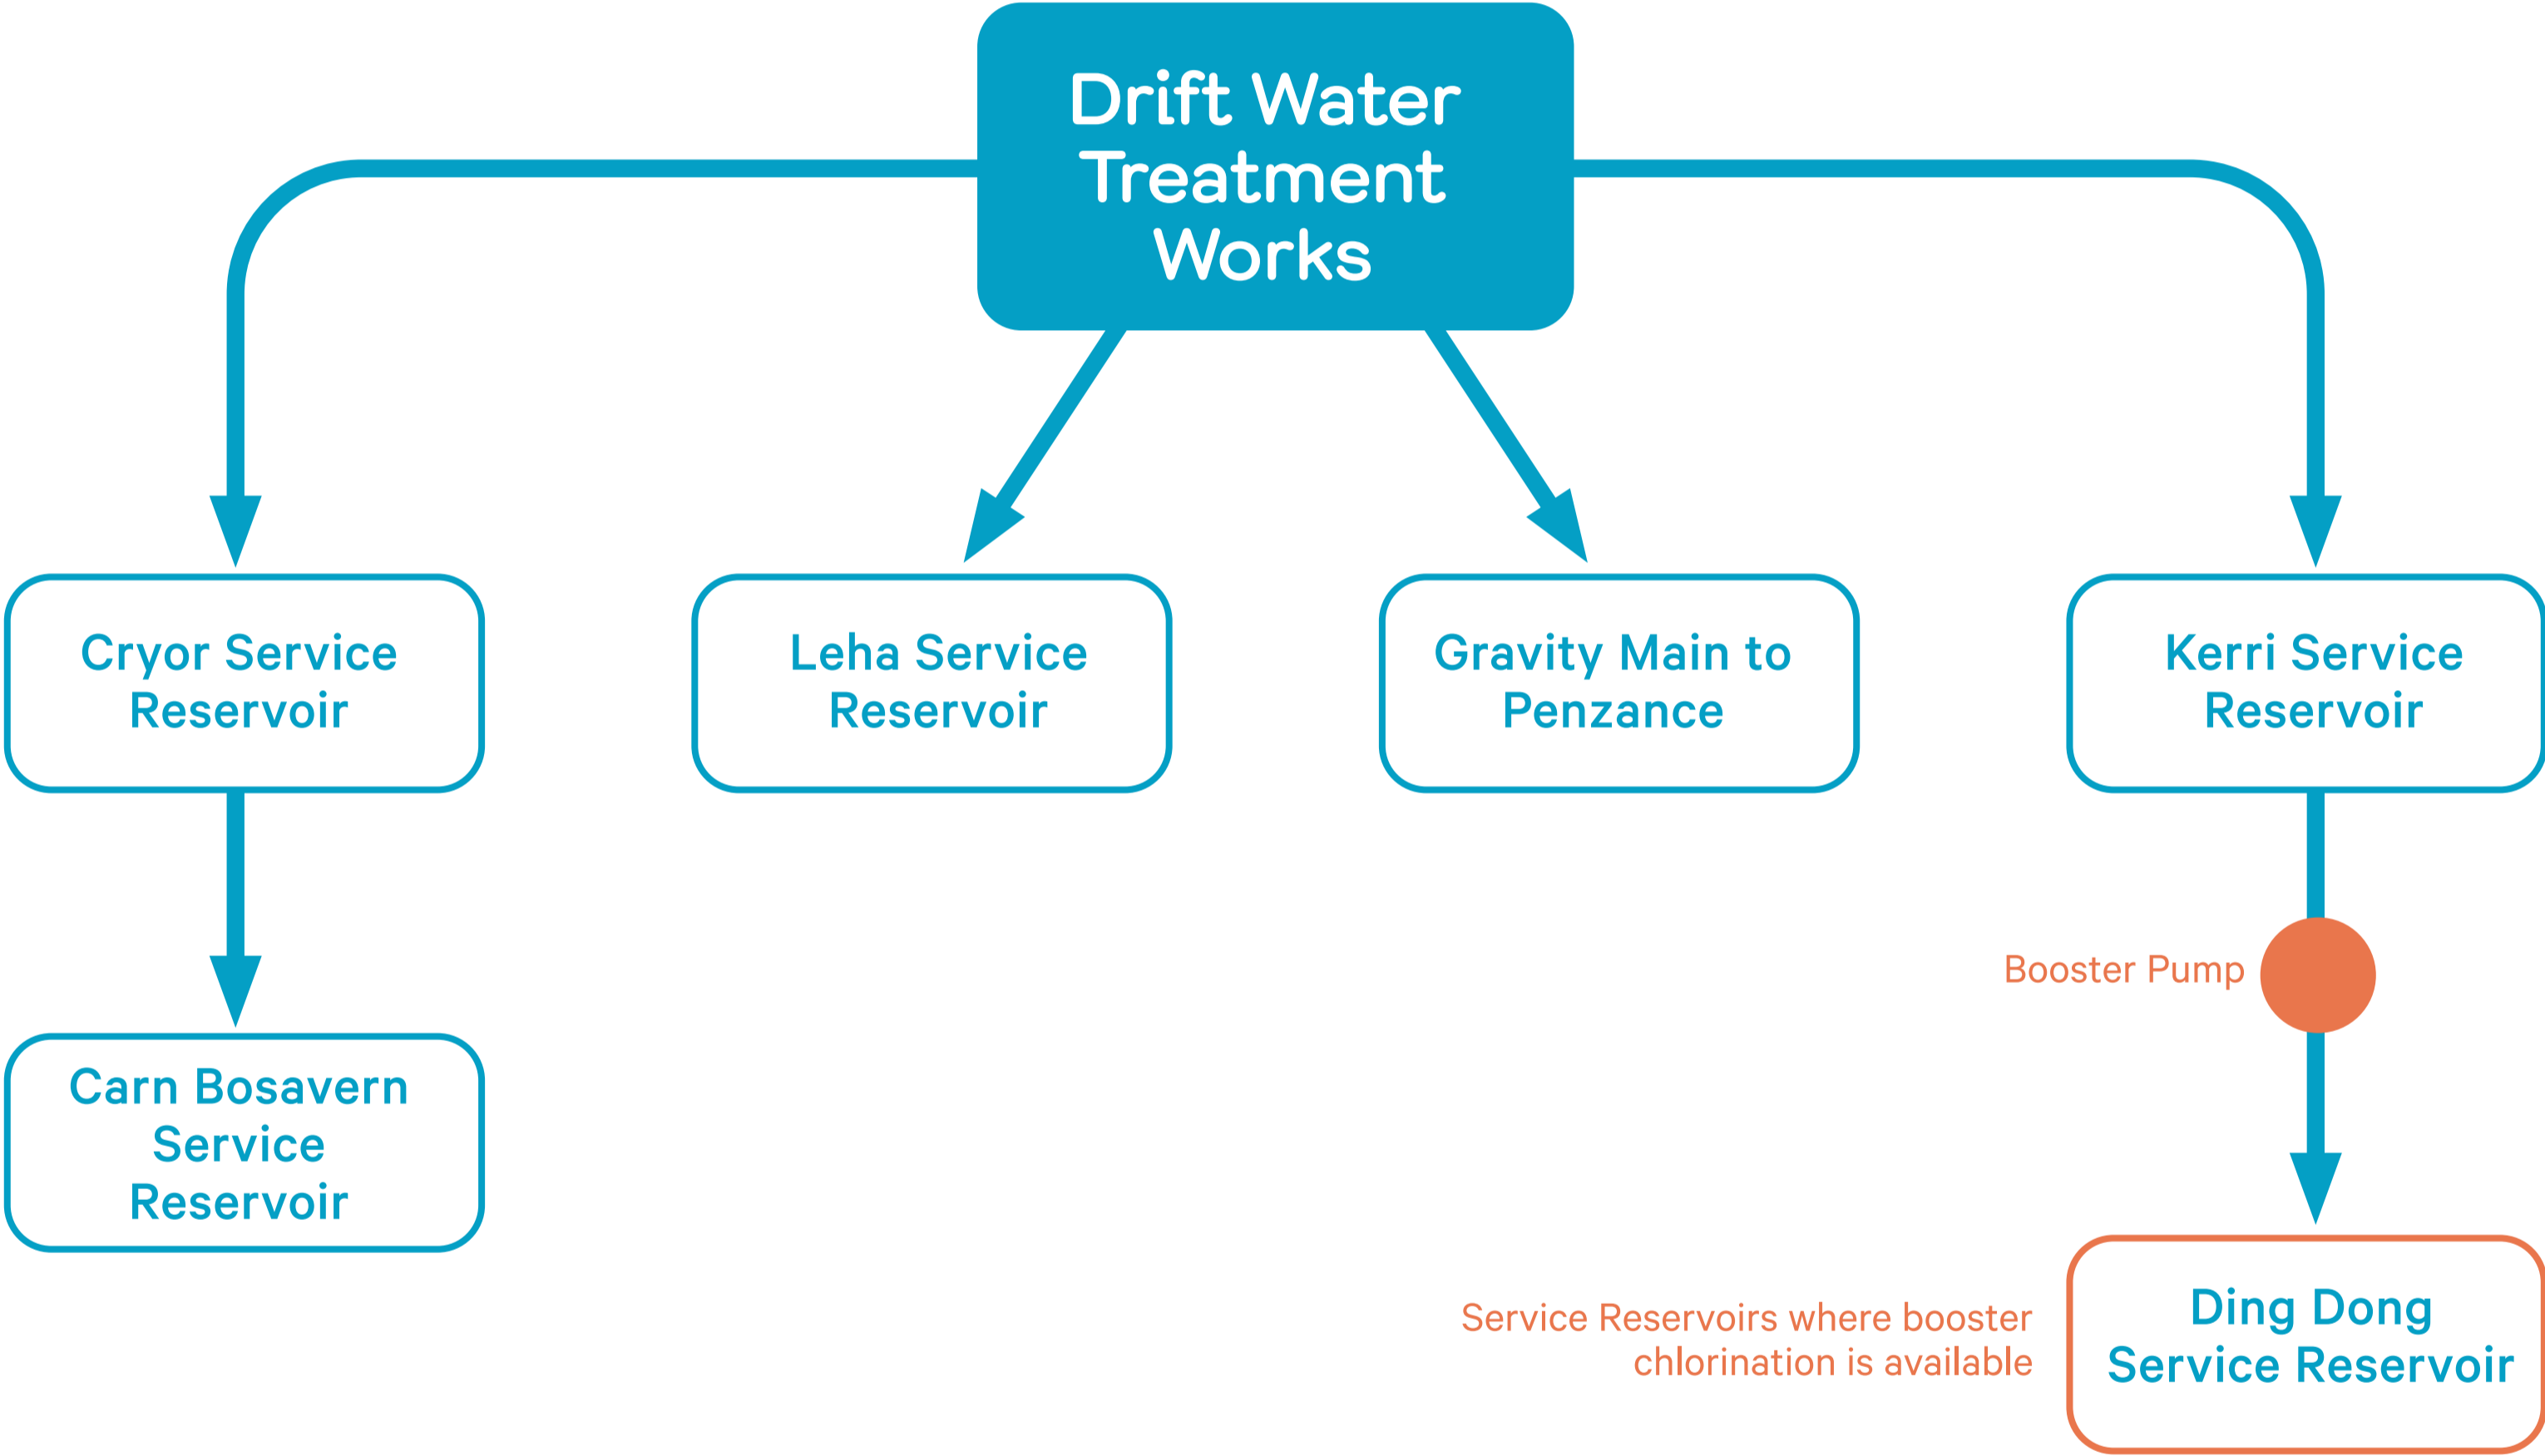 Drift Water
Treatment
Works
Cryor Service
Reservoir
Leha Service
Reservoir
Gravity Main to
Penzance
Kerri Service
Reservoir
Booster Pump
Carn Bosavern
Service
Reservoir
Service Reservoirs where booster
chlorination is available
Ding Dong
Service Reservoir